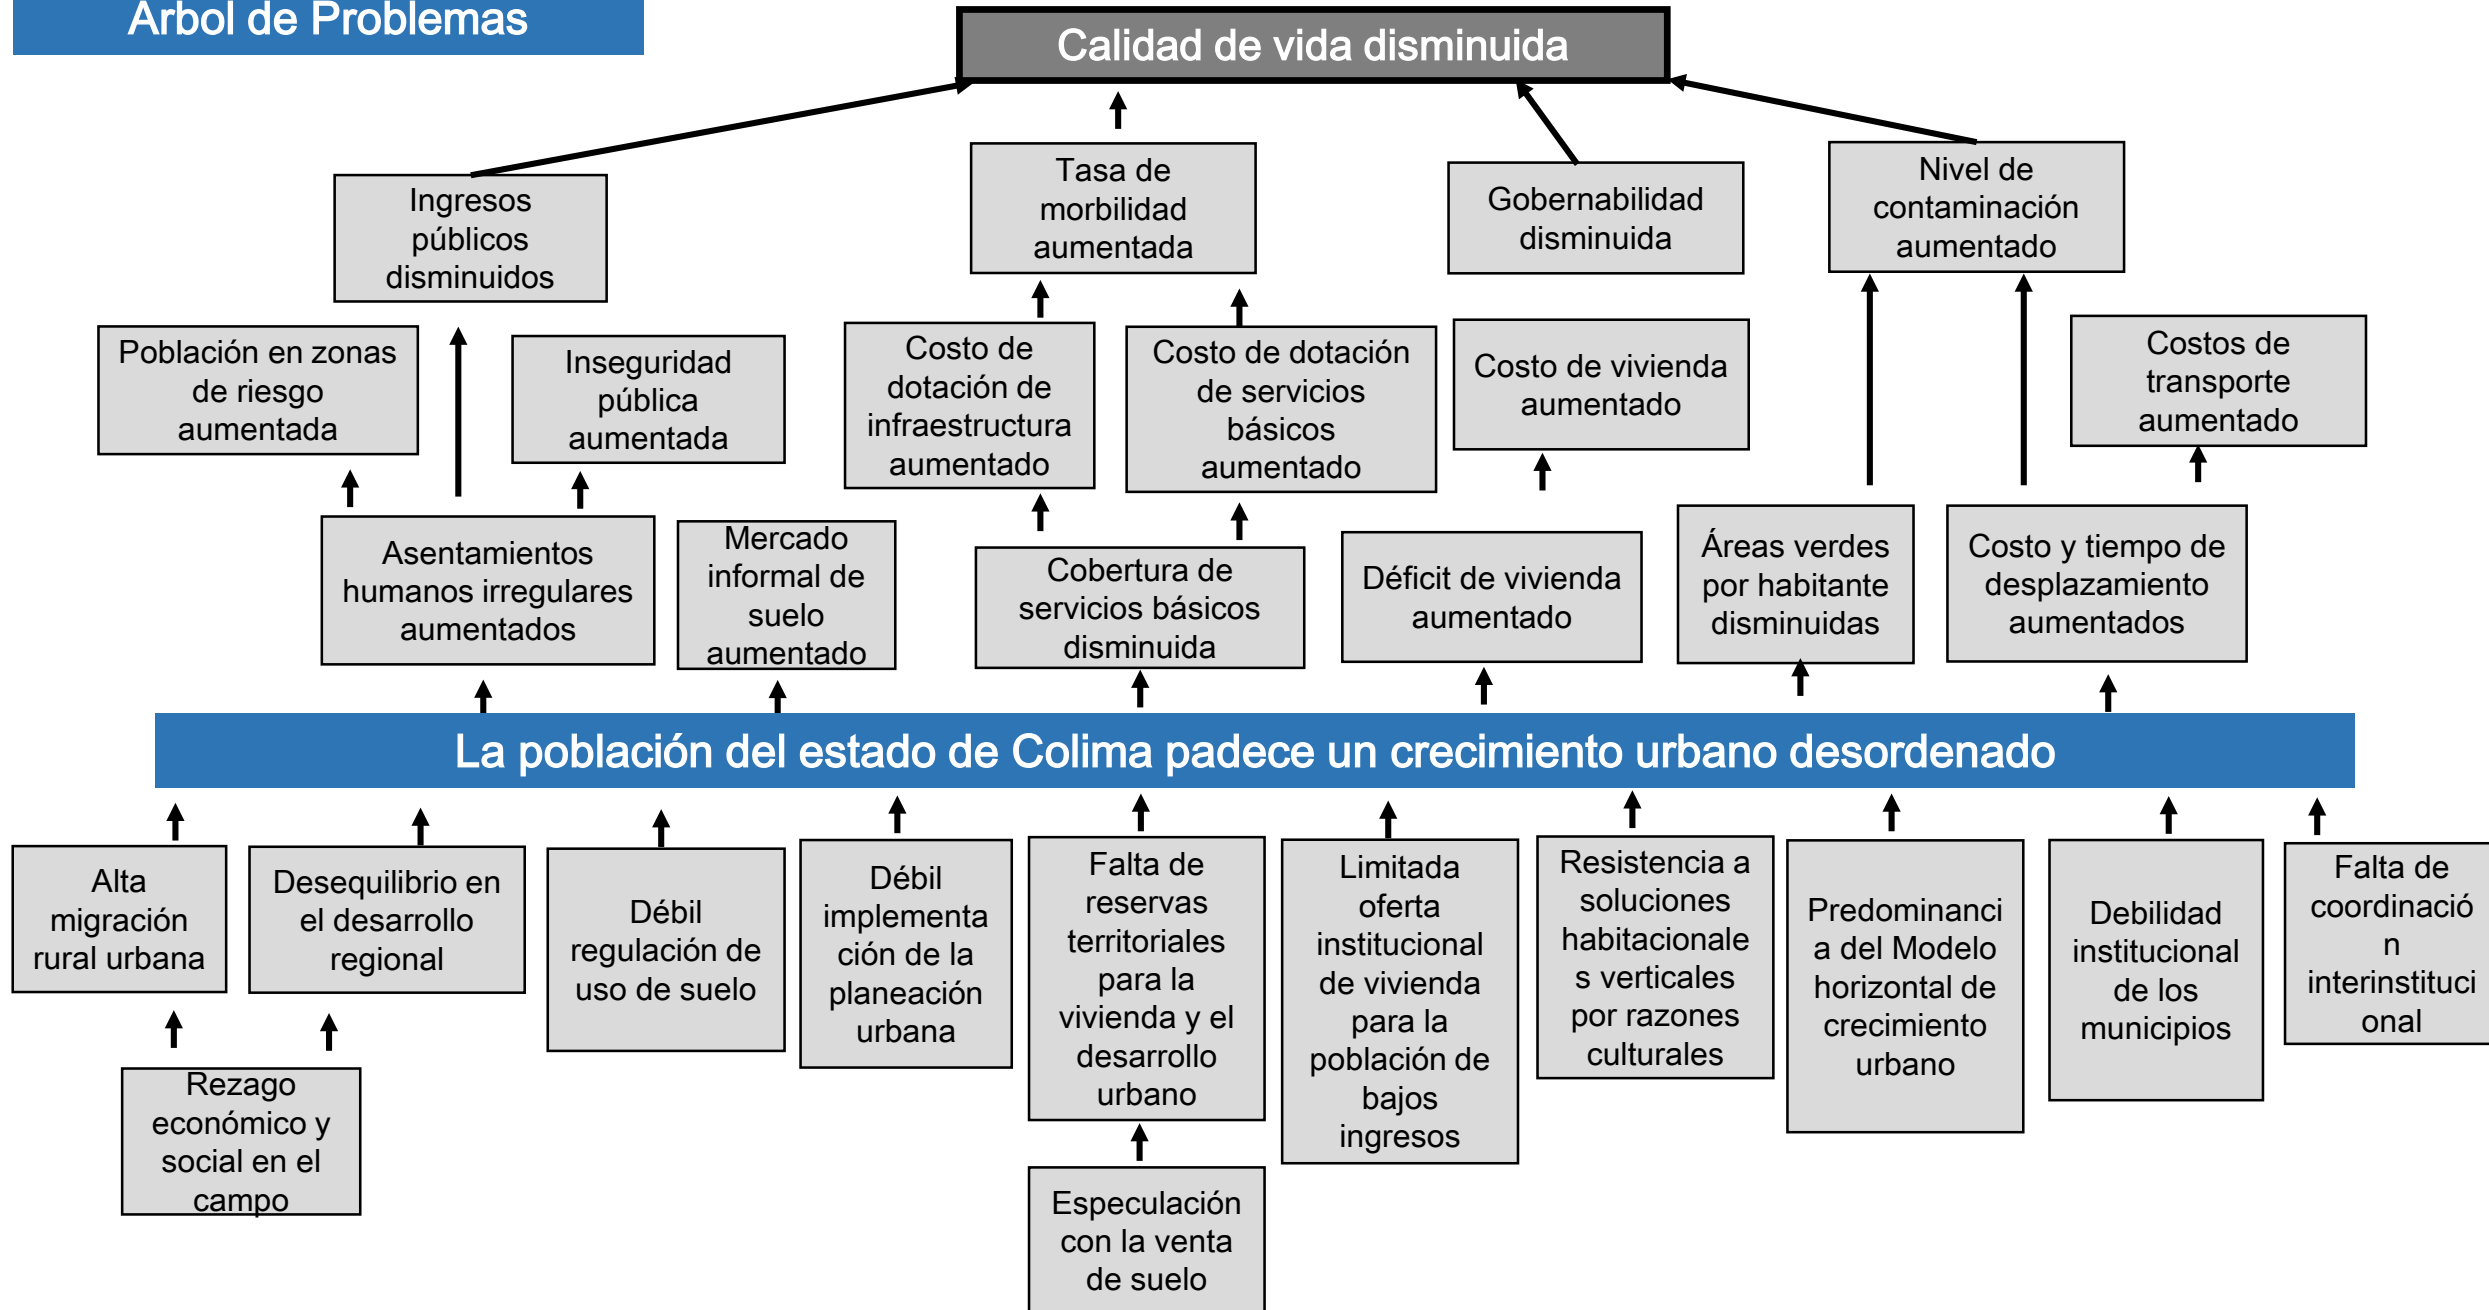 Árbol de Problemas
Calidad de vida disminuida
Ingresos
públicos
disminuidos
Tasa de
morbilidad
aumentada
Gobernabilidad
disminuida
Nivel de
contaminación
aumentado
Población en zonas
de riesgo
aumentada
Inseguridad
pública
aumentada
Costo de
dotación de
infraestructura
aumentado
Costo de dotación
de servicios
básicos
aumentado
Costo de vivienda
aumentado
Costos de
transporte
aumentado
Asentamientos
humanos irregulares
aumentados
Mercado
informal de
suelo
aumentado
Cobertura de
servicios básicos
disminuida
Déficit de vivienda
aumentado
Áreas verdes
por habitante
disminuidas
Costo y tiempo de
desplazamiento
aumentados
La población del estado de Colima padece un crecimiento urbano desordenado
Alta
migración
rural urbana
Desequilibrio en
el desarrollo
regional
Débil
regulación de
uso de suelo
Débil
implementa
ción de la
planeación
urbana
Falta de
reservas
territoriales
para la
vivienda y el
desarrollo
urbano
Limitada
oferta
institucional
de vivienda
para la
población de
bajos
ingresos
Resistencia a
soluciones
habitacionale
s verticales
por razones
culturales
Predominanci
a del Modelo
horizontal de
crecimiento
urbano
Debilidad
institucional
de los
municipios
Falta de
coordinació
n
interinstituci
onal
Rezago
económico y
social en el
campo
Especulación
con la venta
de suelo